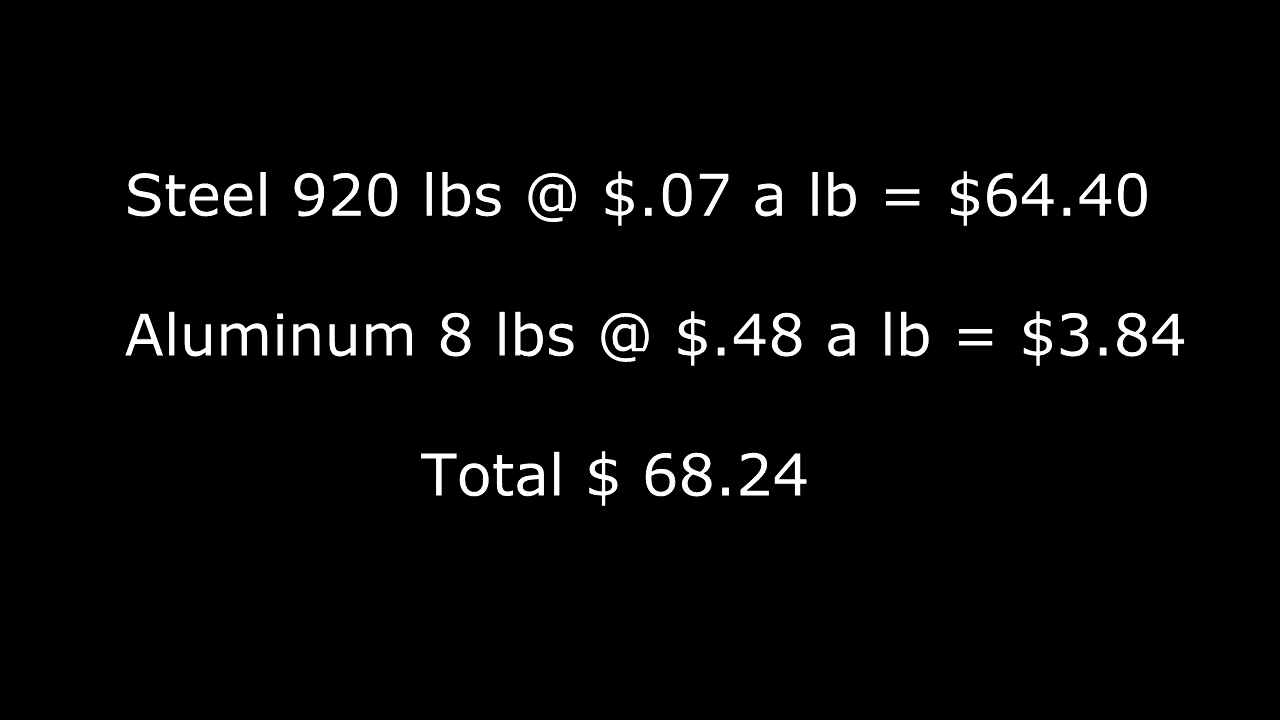 Steel 920 lbs @ $.07 a lb = $64.40
Aluminum 8 lbs @ $.48 a lb = $3.84
Total $ 68.24